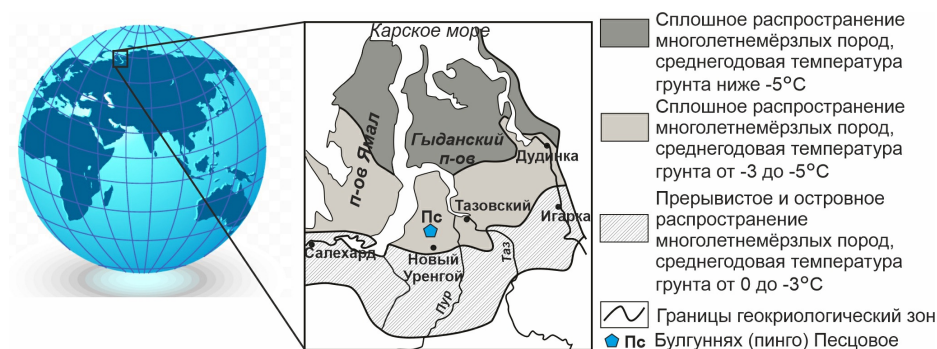 Карское море
п-ов Ямал
Гыданский
п-ов
Дудинка
Тазовский
Игарка
Пс
Салехард
Новый
Уренгой
Таз
Пур
Сплошное распространение
многолетнемёрзлых пород,
среднегодовая температура
грунта ниже -5°С
Сплошное распространение
многолетнемёрзлых пород,
среднегодовая температура
грунта от -3 до -5°С
Прерывистое и островное
распространение
многолетнемёрзлых пород,
среднегодовая температура
грунта от 0 до -3°С
Границы геокриологический зон
Пс Булгуннях (пинго) Песцовое